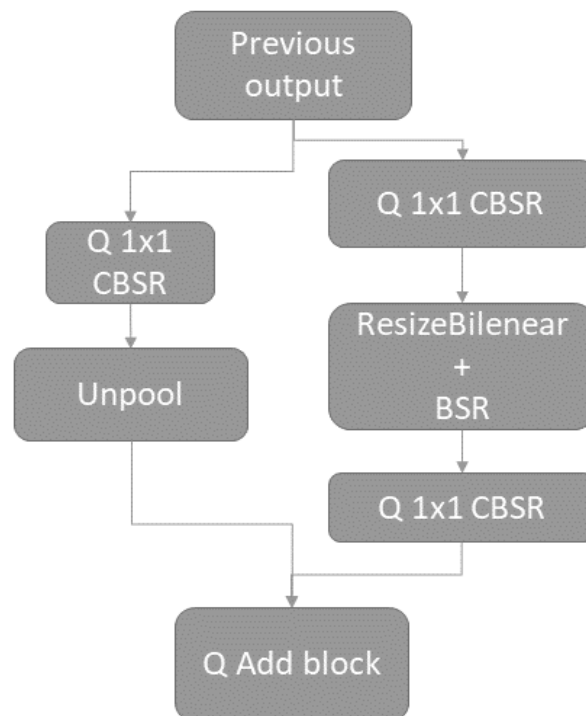 Previous
output
Q 1x1 CBSR
Q 1x1
CBSR
ResizeBilenear
+
BSR
Unpool
Q 1x1 CBSR
Q Add block